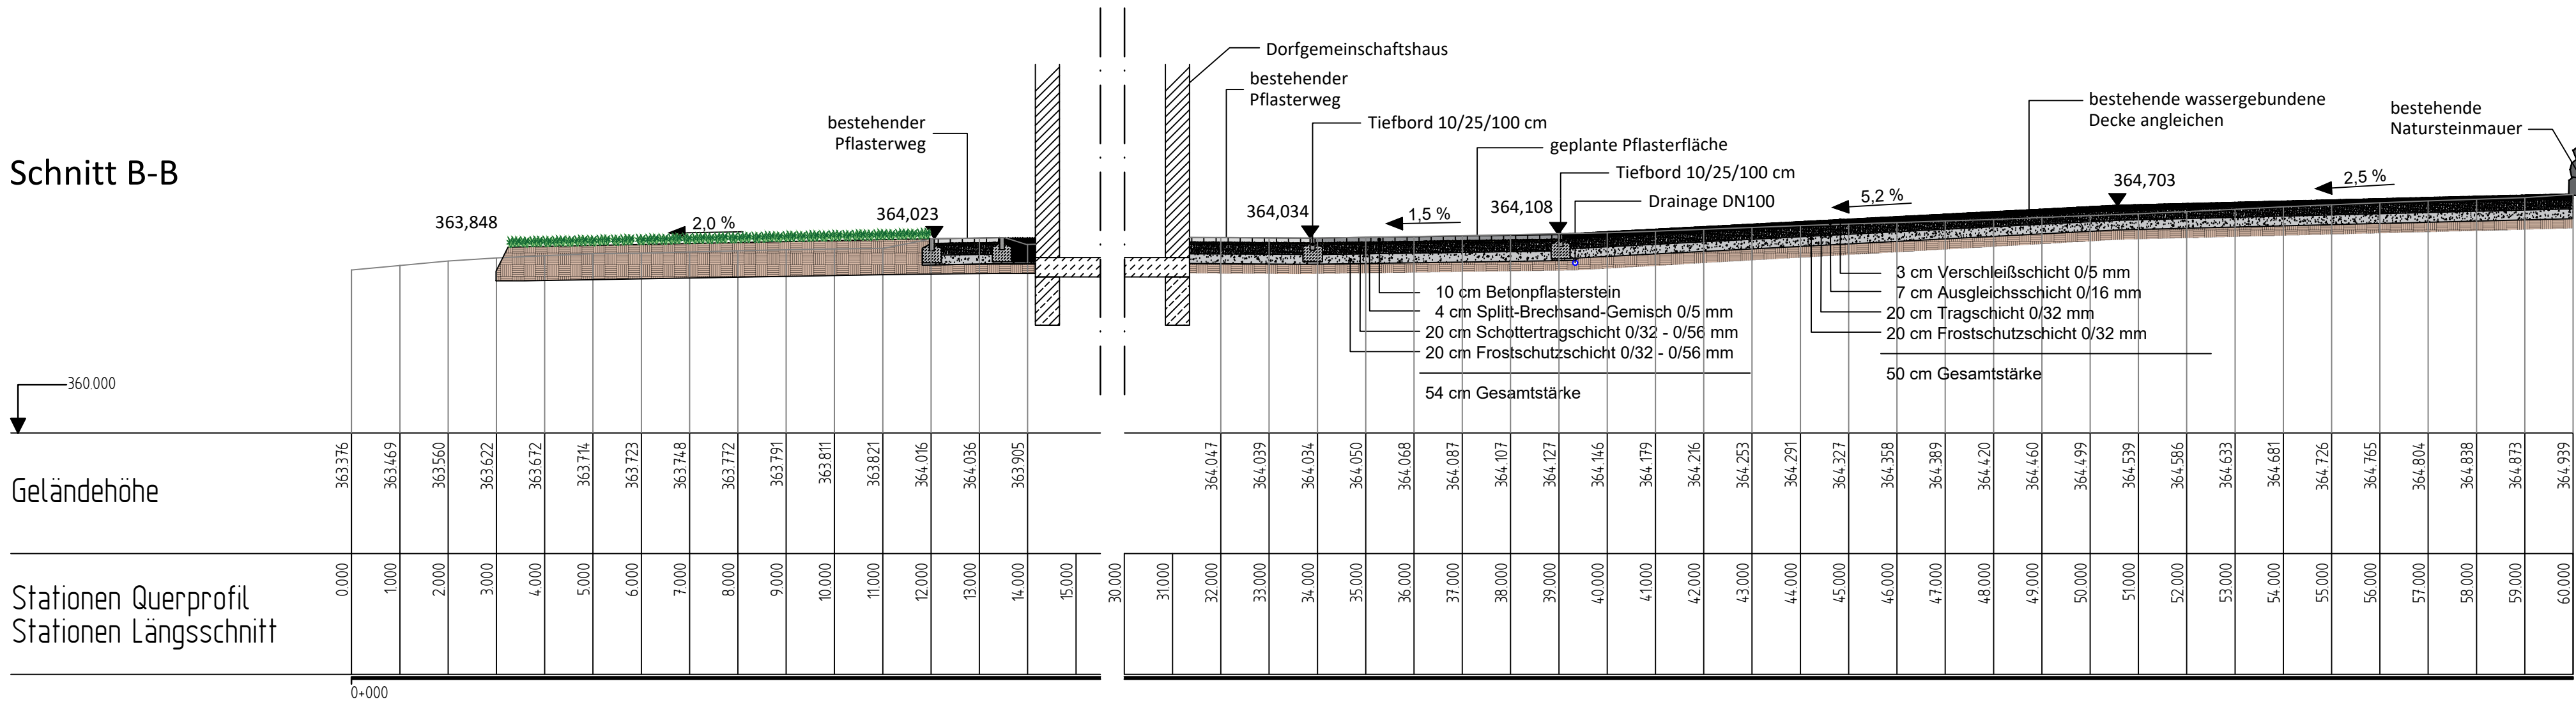 Dorfgemeinschaftshaus
bestehender
Pflasterweg
bestehende wassergebundene
Decke angleichen
bestehende
Natursteinmauer
bestehender
Pflasterweg
Tiefbord 10/25/100 cm
geplante Pflasterfläche
Schnitt B-B
Tiefbord 10/25/100 cm
2,5 %
364,703
5,2 %
Drainage DN100
363,848
2,0 %
364,023
364,034
1,5 %
364,108
3 cm Verschleißschicht 0/5 mm
7 cm Ausgleichsschicht 0/16 mm
20 cm Tragschicht 0/32 mm
20 cm Frostschutzschicht 0/32 mm
50 cm Gesamtstärke
10 cm Betonpflasterstein
4 cm Splitt-Brechsand-Gemisch 0/5 mm
20 cm Schottertragschicht 0/32 - 0/56 mm
20 cm Frostschutzschicht 0/32 - 0/56 mm
54 cm Gesamtstärke
360.000
Geländehöhe
363.376 363.469 363.560 363.622 363.672 363.714 363.723 363.748 363.772 363.791 363.811 363.821 364.016 364.036 363.905 364.047 364.039 364.034 364.050 364.068 364.087 364.107 364.127 364.146 364.179 364.216 364.253 364.291 364.327 364.358 364.389 364.420 364.460 364.499 364.539 364.586 364.633 364.681 364.726 364.765 364.804 364.838 364.873 364.939
Stationen Querprofil
Stationen Längsschnitt
0.000 1.000 2.000 3.000 4.000 5.000 6.000 7.000 8.000 9.000 10.000 11.000 12.000 13.000 14.000 15.000 30.000 31.000 32.000 33.000 34.000 35.000 36.000 37.000 38.000 39.000 40.000 41.000 42.000 43.000 44.000 45.000 46.000 47.000 48.000 49.000 50.000 51.000 52.000 53.000 54.000 55.000 56.000 57.000 58.000 59.000 60.000
0+000